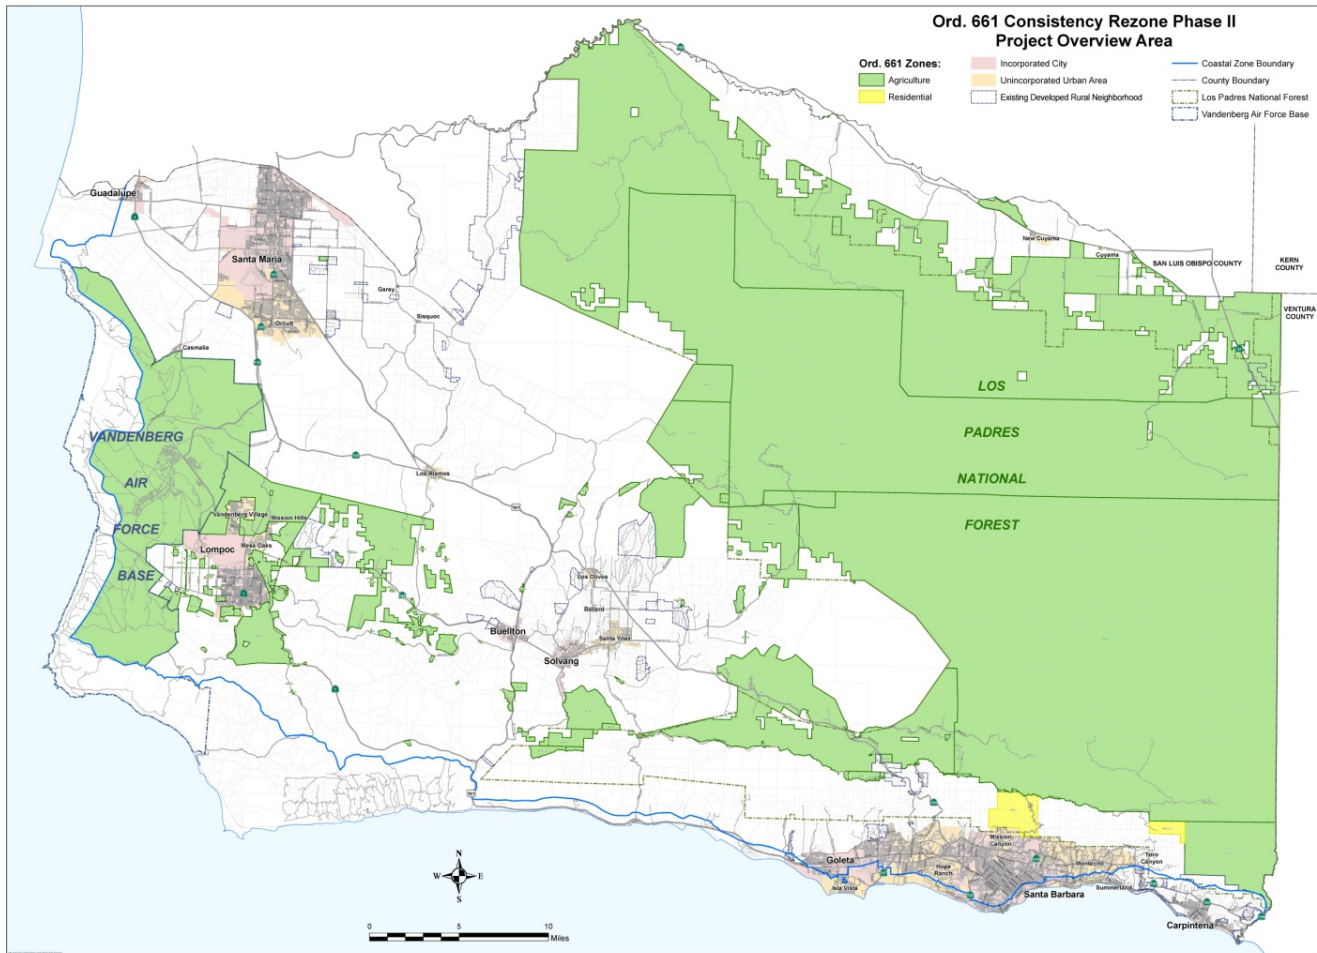 Ord. 661 Consistency Rezone Phase II
Project Overview Area
Ord. 661 Zones:
Agriculture
Residential
Incorporated City
Unincorporated Urban Area
Existing Developed Rural Neighborhood
Coastal Zone Boundary
County Boundary
Los Padres National Forest
Vandenberg Air Force Base
Guadalupe
Santa Maria
Garey
Sisquoc
Orcutt
Casmalia
New Cuyama
Cuyama
SAN LUIS OBISPO COUNTY
KERN
COUNTY
VENTURA
COUNTY
LOS
PADRES
NATIONAL
FOREST
VANDENBERG
AIR
FORCE
BASE
Los Alamos
101
Vandenberg Village
Mission Hills
Lompoc
Mesa Oaks
Los Olivos
Ballard
Santa Ynez
Buellton
Solvang
101
Mission
Canyon
Goleta
Hope
Ranch
Isla Vista
Montecito
Toro
Canyon
Summerland
Santa Barbara
Carpinteria
N
W
E
S
0
5
10
Miles